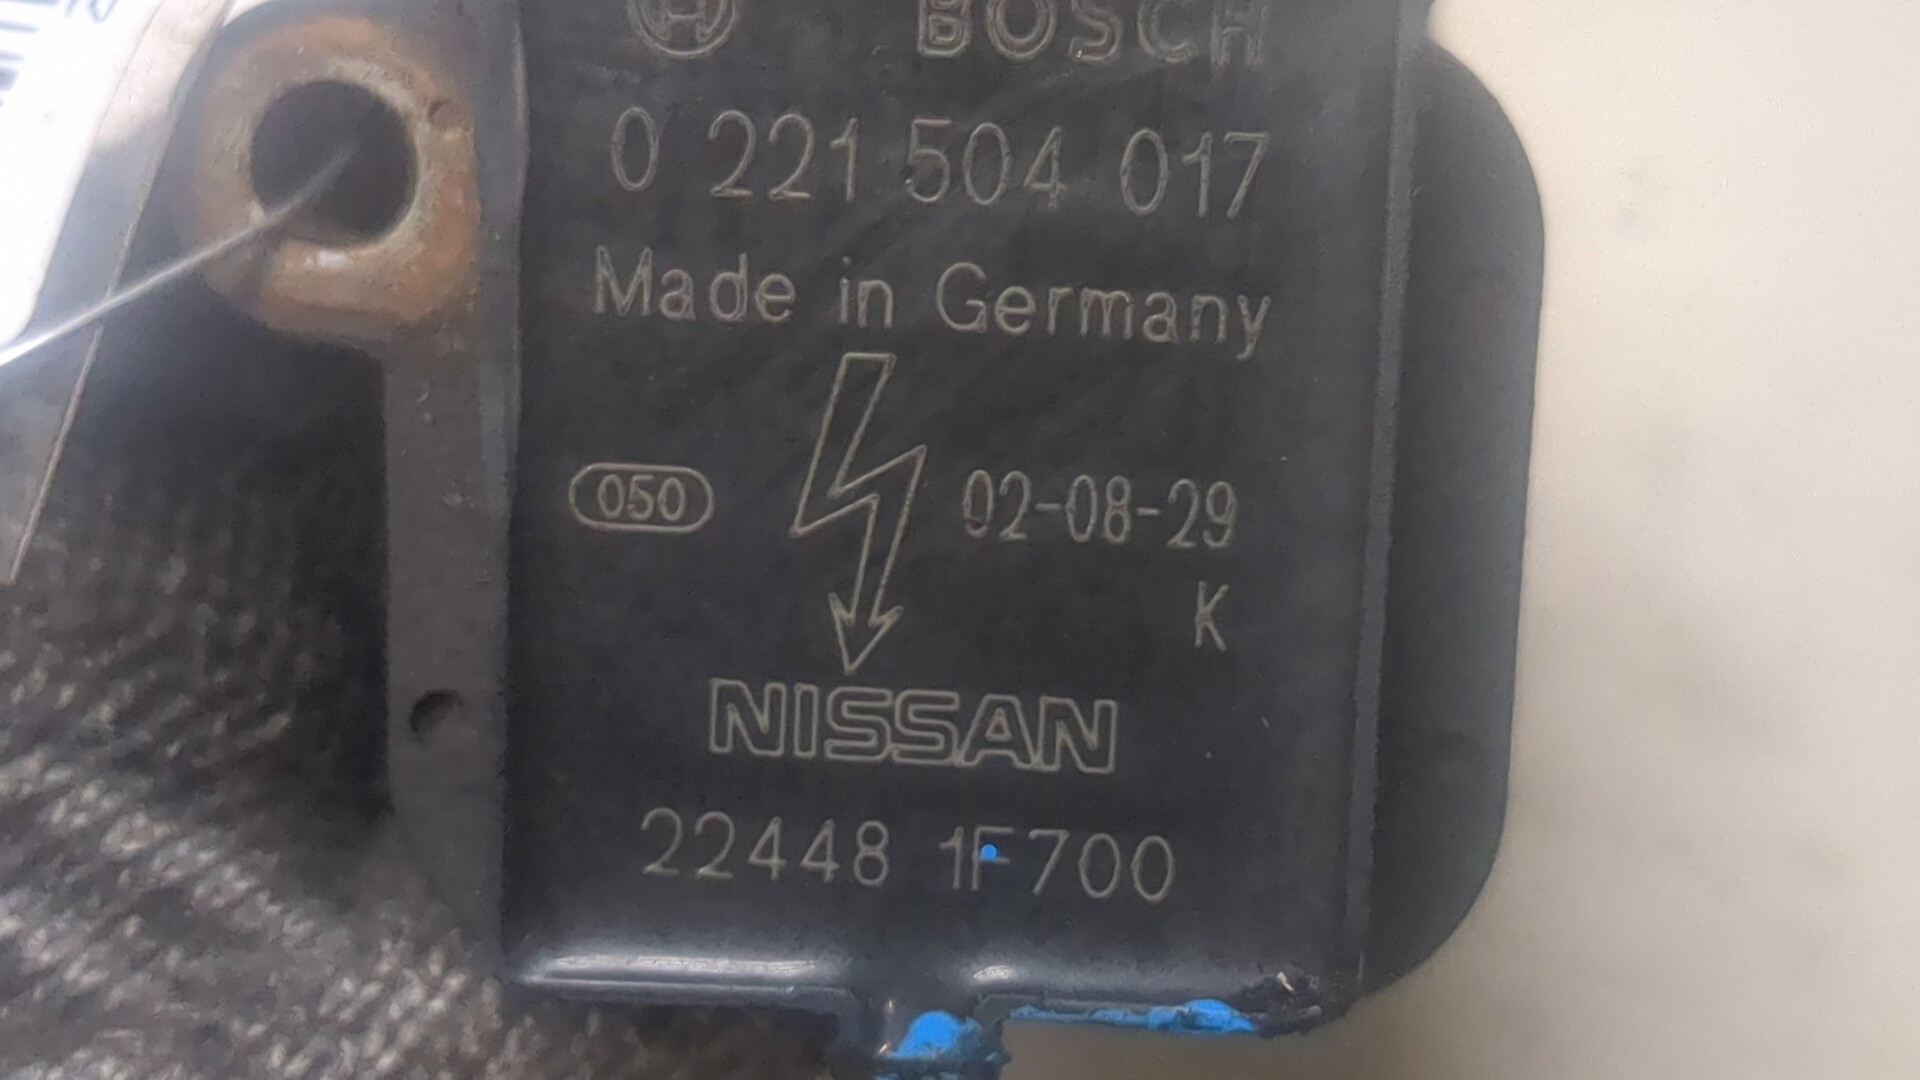 BOSCH
0 221 504 017
Made in Germany
050
02-08-29
K
NISSAN
22448 1F700